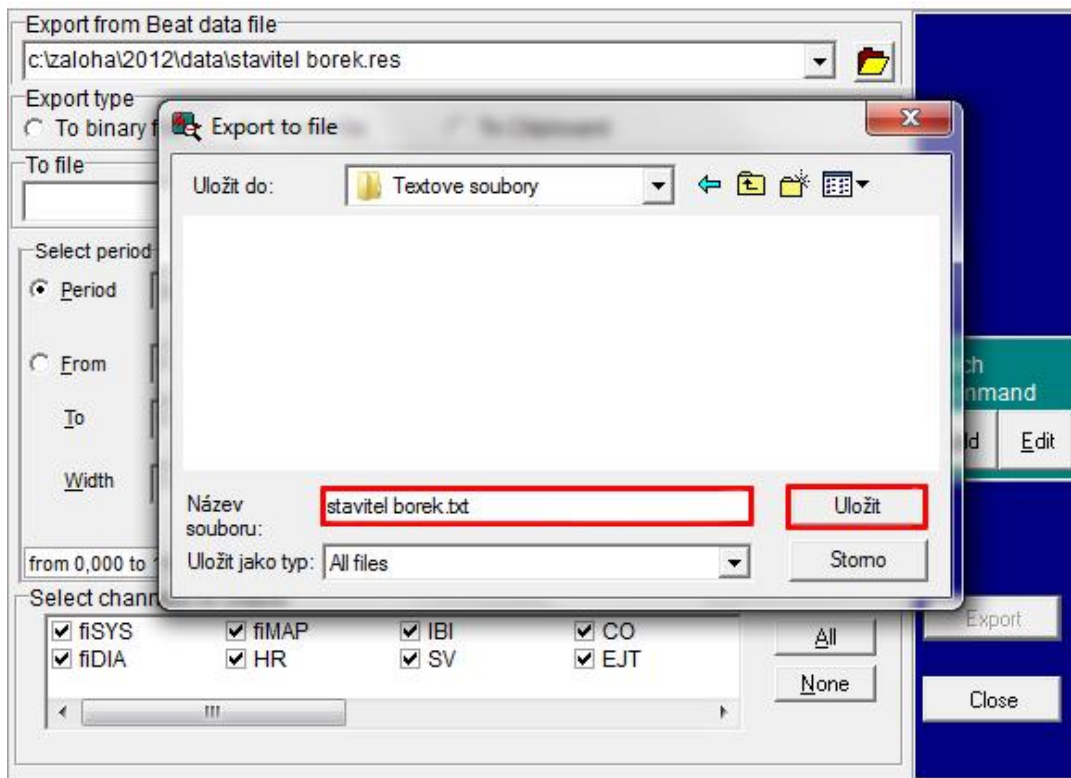 Export from Beat data file
c:\zaloha\2012\data\stavitel borek.res
Export type
To binary
To file
Export to file
Uložit do:
Textove soubory
Select period
Period
From
To
Width
Edit
Název
souboru:
stavitel borek.txt
Uložit
Uložit jako typ:
All files
Storno
from 0,000 to
Export
fiSYS
fiMAP
IBI
CO
All
fiDIA
HR
SV
EJT
None
Close